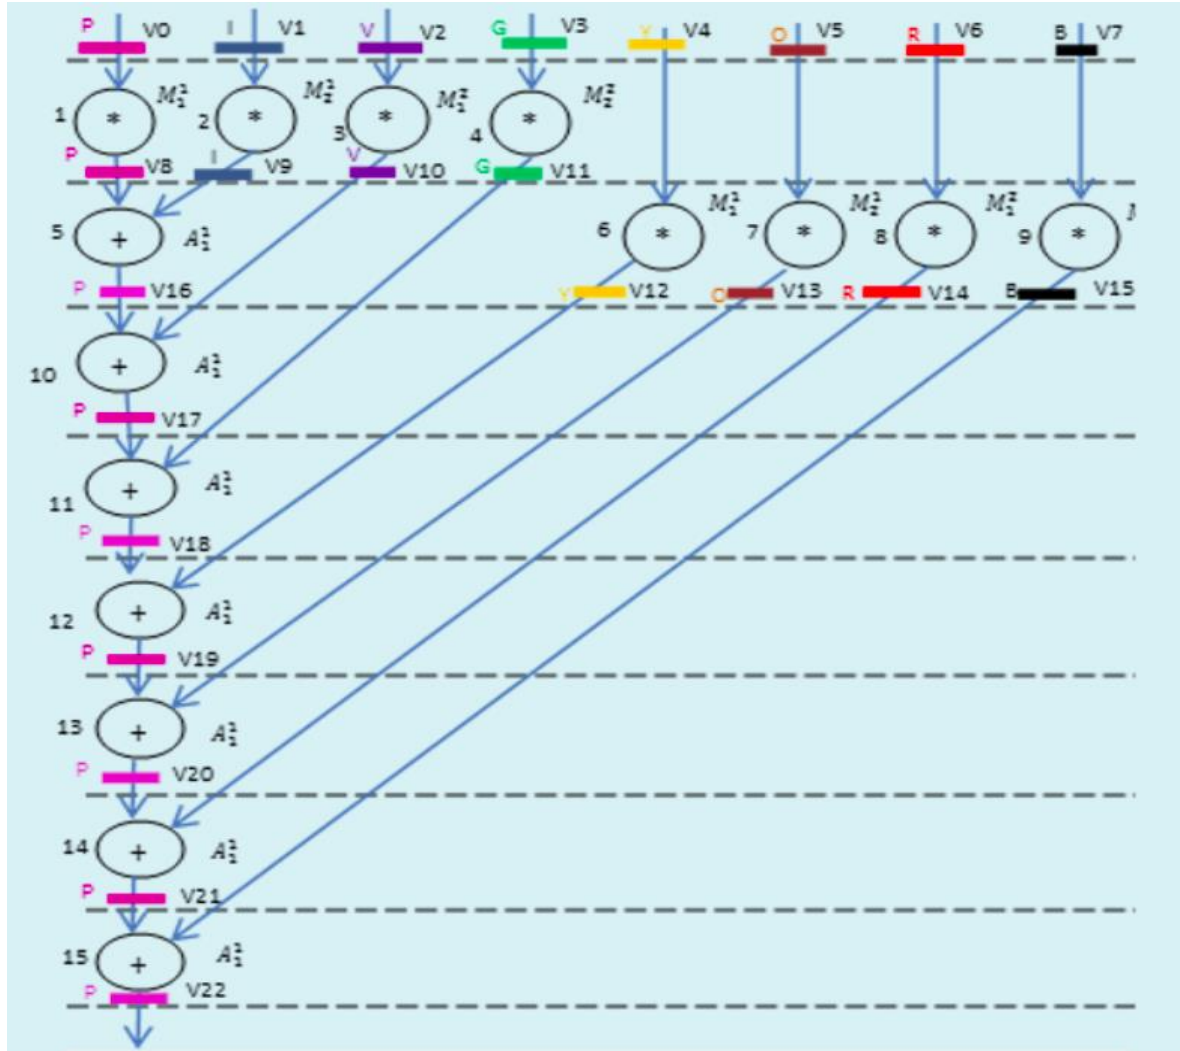 P V0 I V1 V V2 G V3 Y V4 O V5 R V6 B V7
1 * M₁¹ 2 * M₂¹ 3 * M₁² 4 * M₂²
P V8 I V9 V V10 G V11
5 + A₁¹ 6 * M₁¹ 7 * M₂¹ 8 * M₁² 9 *
P V16 Y V12 O V13 R V14 B V15
10 + A₁¹
P V17
11 + A₁¹
P V18
12 + A₁¹
P V19
13 + A₁¹
P V20
14 + A₁¹
P V21
15 + A₁¹
P V22